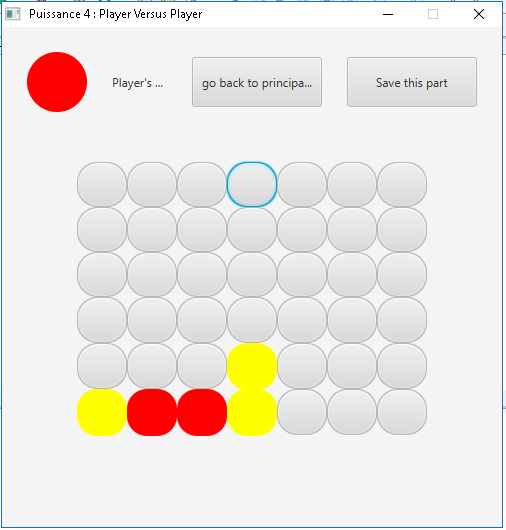 Puissance 4 : Player Versus Player
Player's ...
go back to principa...
Save this part